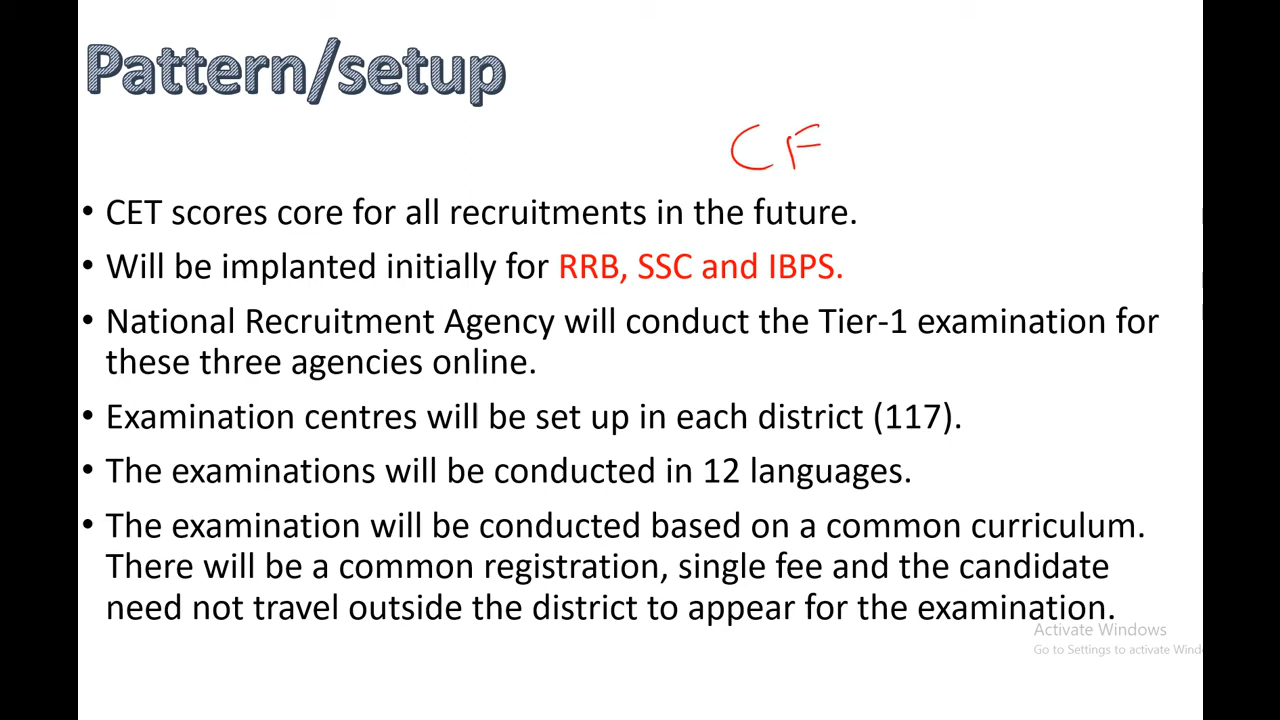 Pattern/setup
CF
• CET scores core for all recruitments in the future.
• Will be implanted initially for RRB, SSC and IBPS.
• National Recruitment Agency will conduct the Tier-1 examination for
these three agencies online.
• Examination centres will be set up in each district (117).
• The examinations will be conducted in 12 languages.
• The examination will be conducted based on a common curriculum.
There will be a common registration, single fee and the candidate
need not travel outside the district to appear for the examination.
Activate Windows
Go to Settings to activate Wind